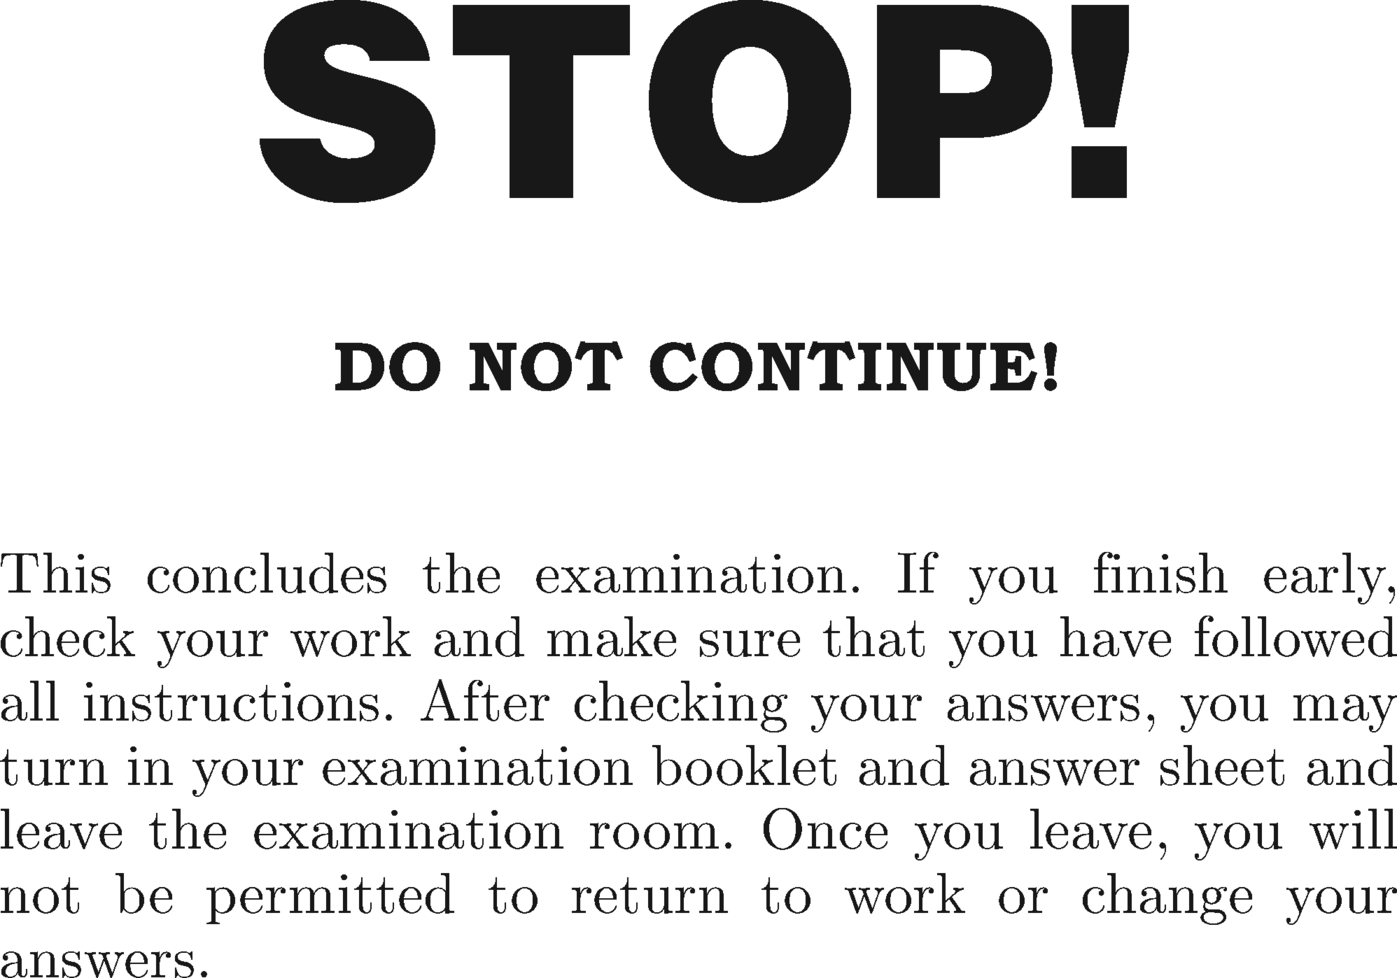 STOP!
DO NOT CONTINUE!
This concludes the examination. If you finish early,
check your work and make sure that you have followed
all instructions. After checking your answers, you may
turn in your examination booklet and answer sheet and
leave the examination room. Once you leave, you will
not be permitted to return to work or change your
answers.